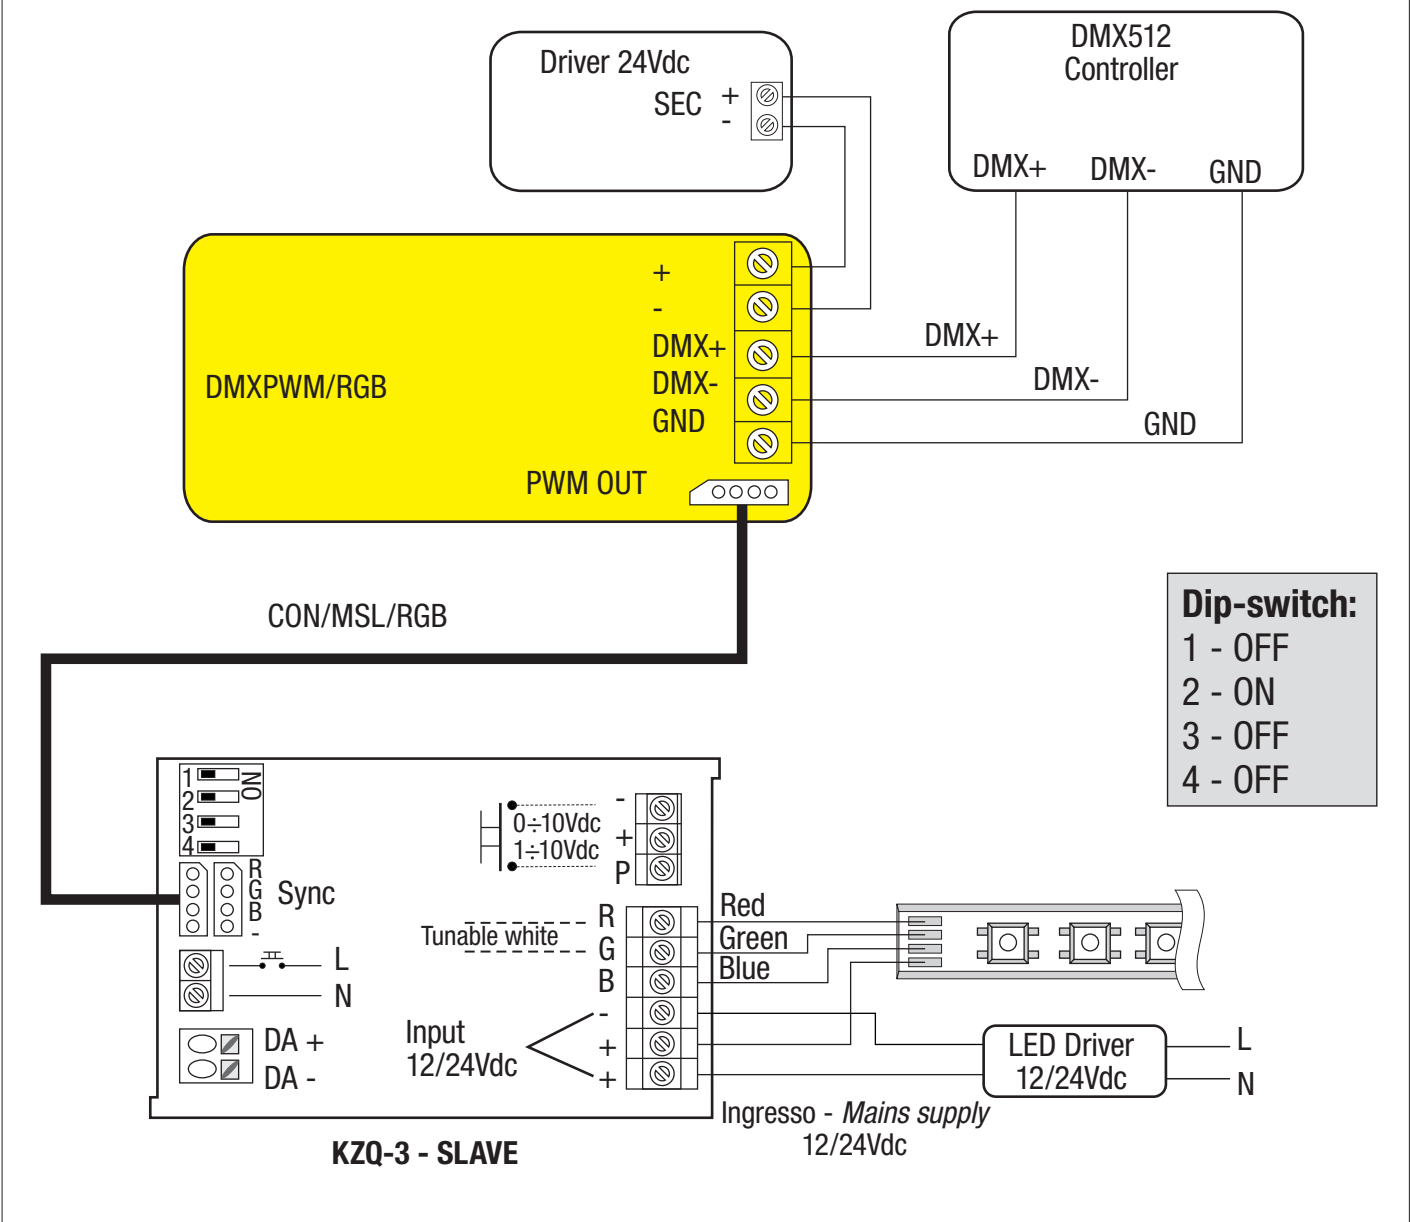 Driver 24Vdc
SEC +
-
DMX512
Controller
DMX+ DMX- GND
+
-
DMX+
DMX-
GND
DMXPWM/RGB
PWM OUT
DMX+
DMX-
GND
CON/MSL/RGB
Dip-switch:
1 - OFF
2 - ON
3 - OFF
4 - OFF
1
2
3
4
ON
R
G
B
-
Sync
L
N
DA +
DA -
0÷10Vdc
1÷10Vdc
-
+
P
Tunable white
R
G
B
-
+
+
Input
12/24Vdc
Red
Green
Blue
LED Driver
12/24Vdc
L
N
Ingresso - Mains supply
12/24Vdc
KZQ-3 - SLAVE